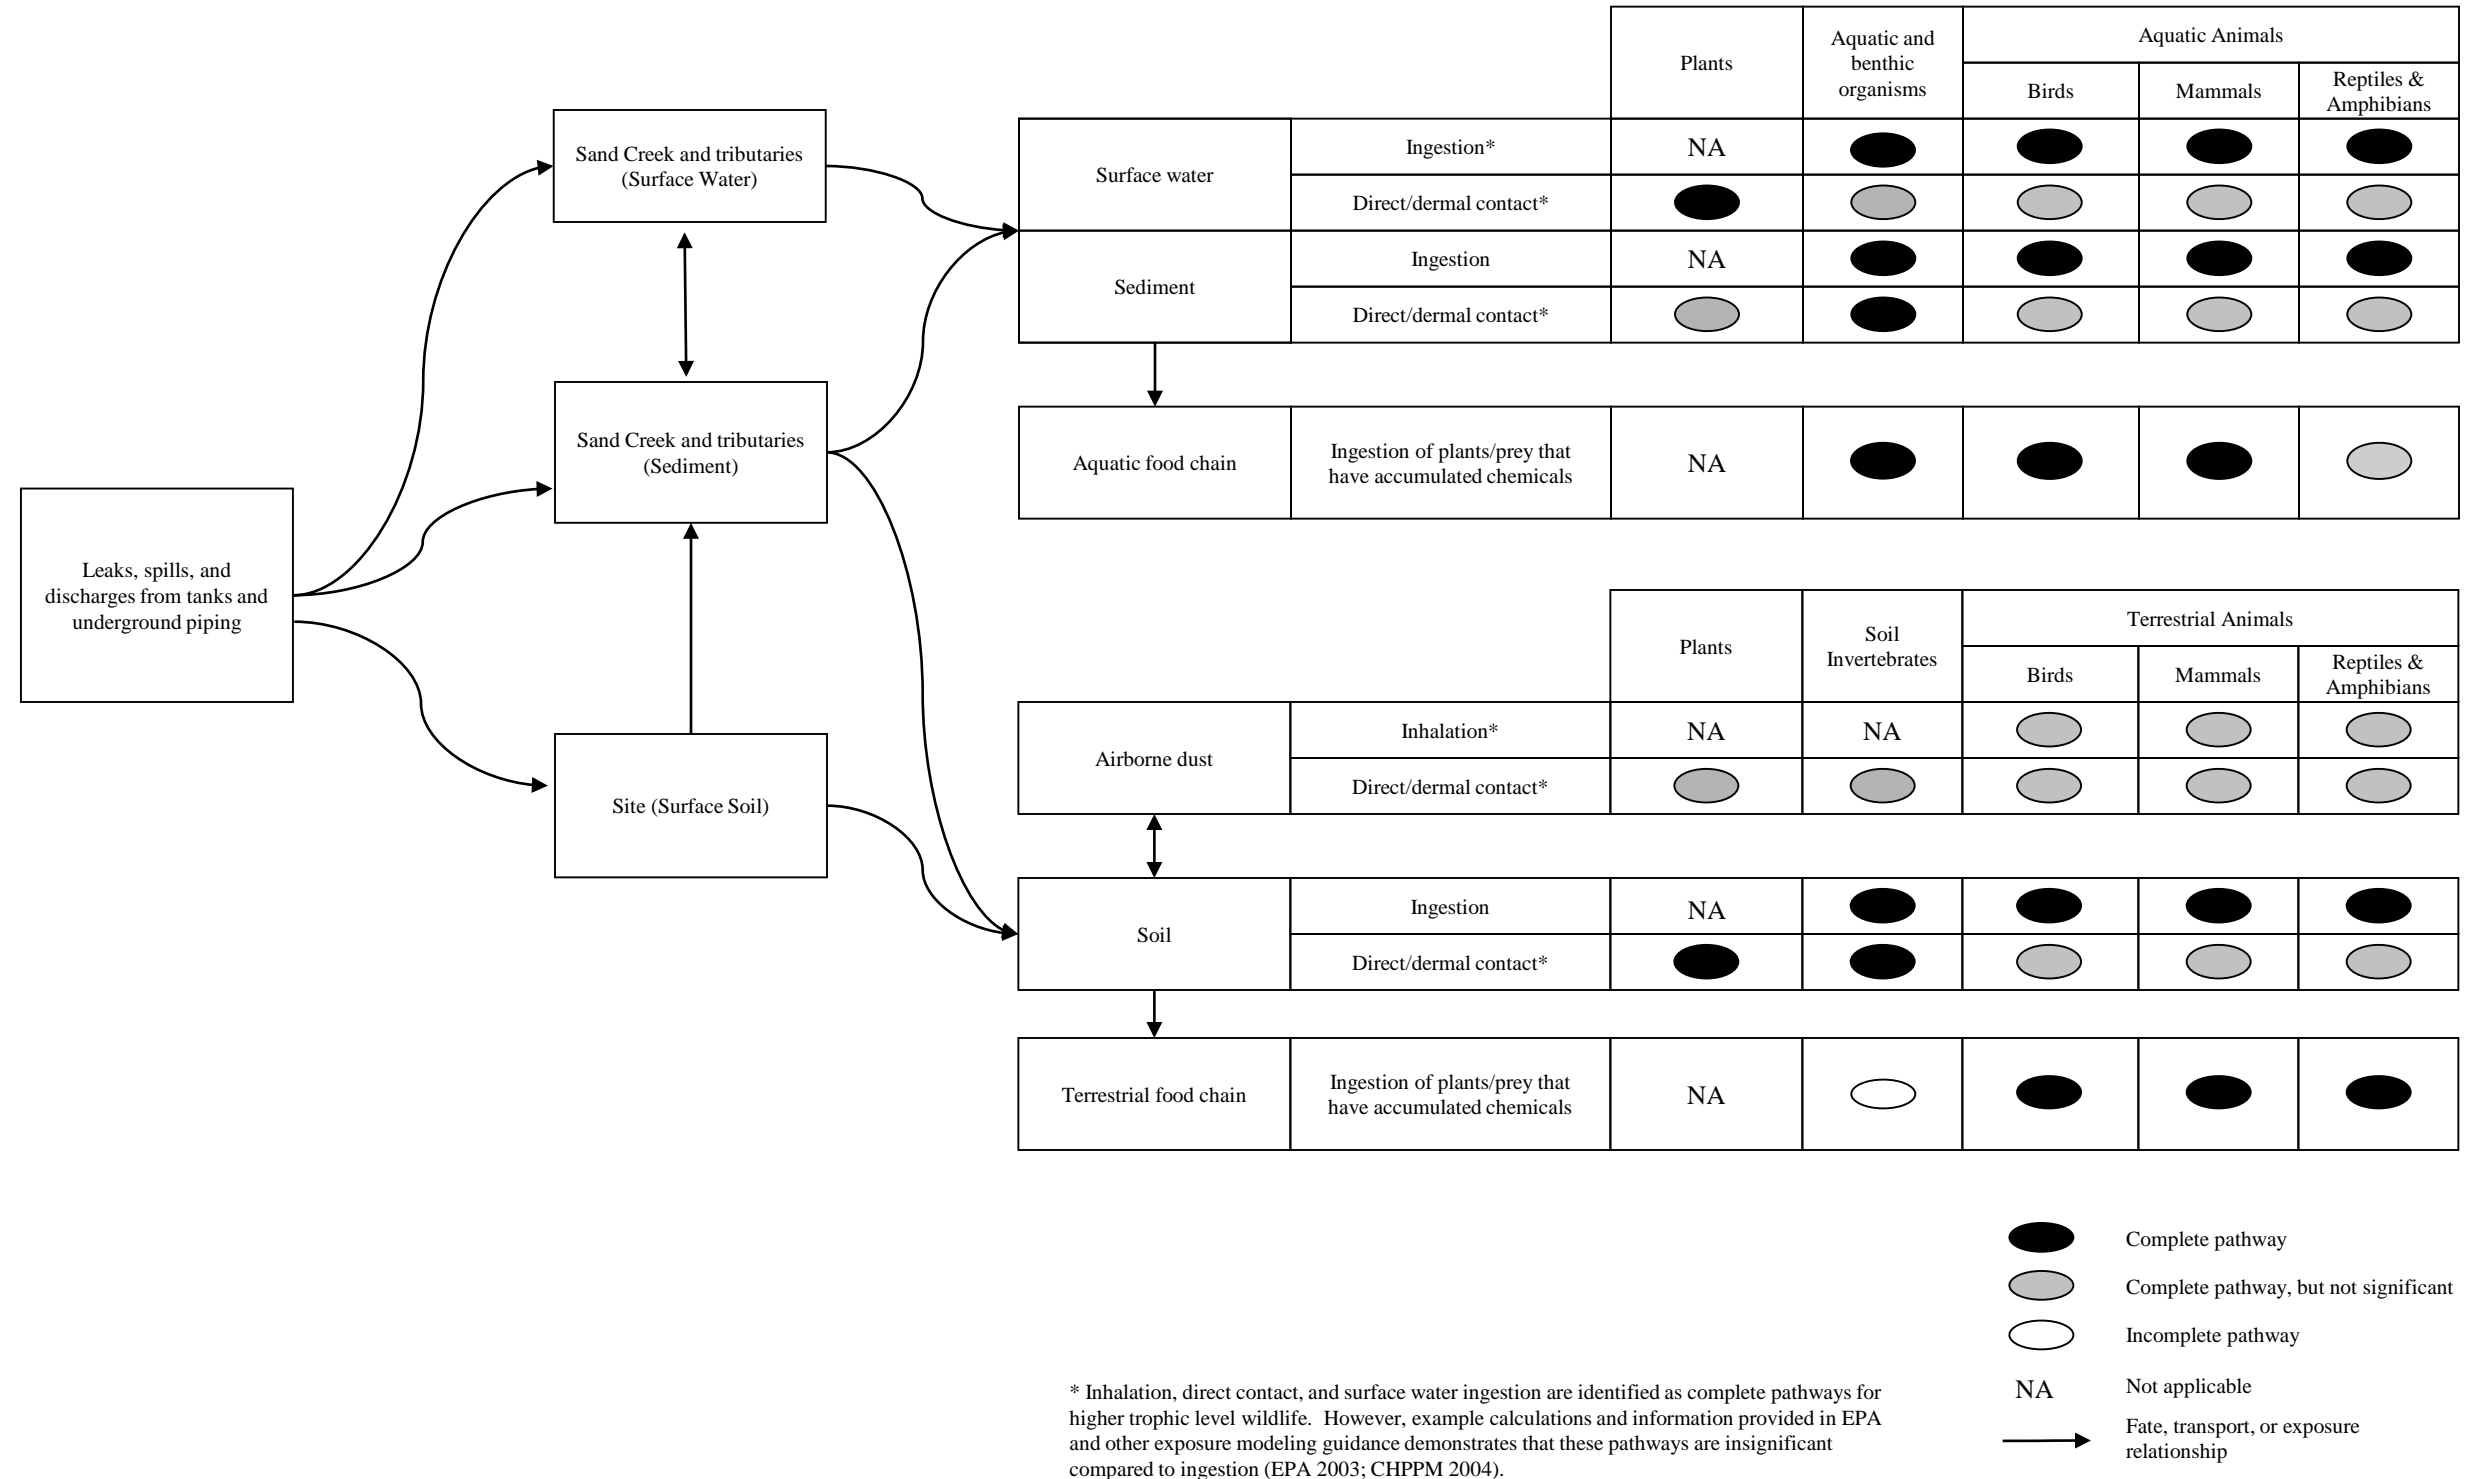 Plants
Aquatic and
benthic
organisms
Aquatic Animals
Birds
Mammals
Reptiles &
Amphibians
Sand Creek and tributaries
(Surface Water)
Surface water
Ingestion*
NA
Direct/dermal contact*
Sediment
Ingestion
NA
Direct/dermal contact*
Sand Creek and tributaries
(Sediment)
Aquatic food chain
Ingestion of plants/prey that
have accumulated chemicals
NA
Leaks, spills, and
discharges from tanks and
underground piping
Plants
Soil
Invertebrates
Terrestrial Animals
Birds
Mammals
Reptiles &
Amphibians
Site (Surface Soil)
Airborne dust
Inhalation*
NA
NA
Direct/dermal contact*
Soil
Ingestion
NA
Direct/dermal contact*
Terrestrial food chain
Ingestion of plants/prey that
have accumulated chemicals
NA
Complete pathway
Complete pathway, but not significant
Incomplete pathway
NA Not applicable
Fate, transport, or exposure
relationship
* Inhalation, direct contact, and surface water ingestion are identified as complete pathways for
higher trophic level wildlife. However, example calculations and information provided in EPA
and other exposure modeling guidance demonstrates that these pathways are insignificant
compared to ingestion (EPA 2003; CHPPM 2004).